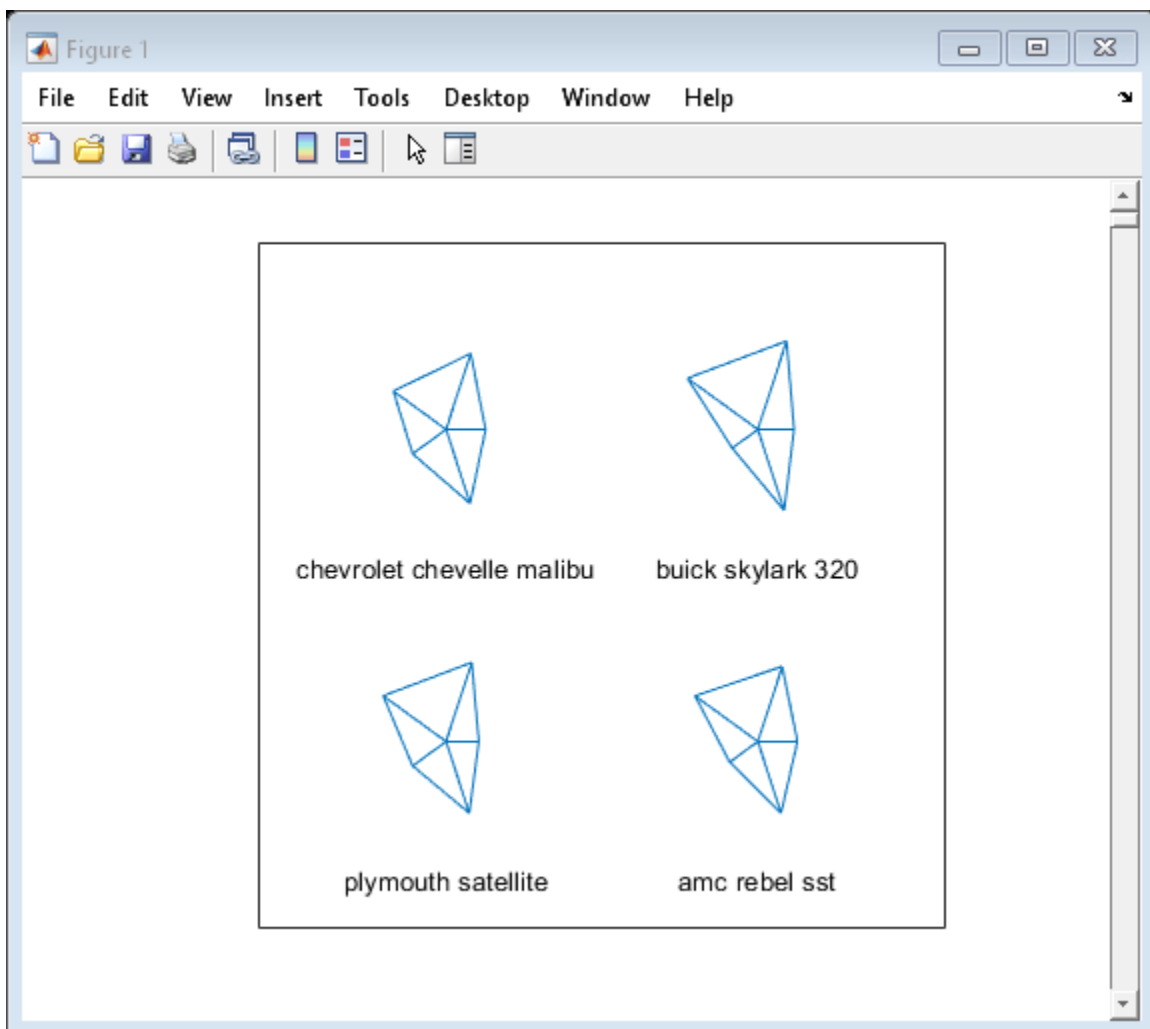 Figure 1
File Edit View Insert Tools Desktop Window Help
chevrolet chevelle malibu buick skylark 320
plymouth satellite amc rebel sst